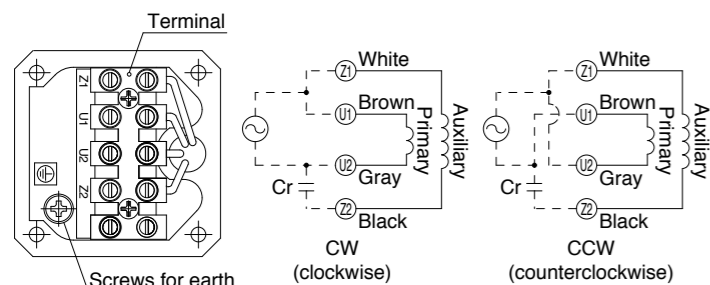 Terminal
Z1
U1
U2
Z2
Screws for earth
Z1 White
U1 Brown
Primary
Auxiliary
U2 Gray
Cr
Z2 Black
CW
(clockwise)
Z1 White
U1 Brown
Primary
Auxiliary
U2 Gray
Cr
Z2 Black
CCW
(counterclockwise)